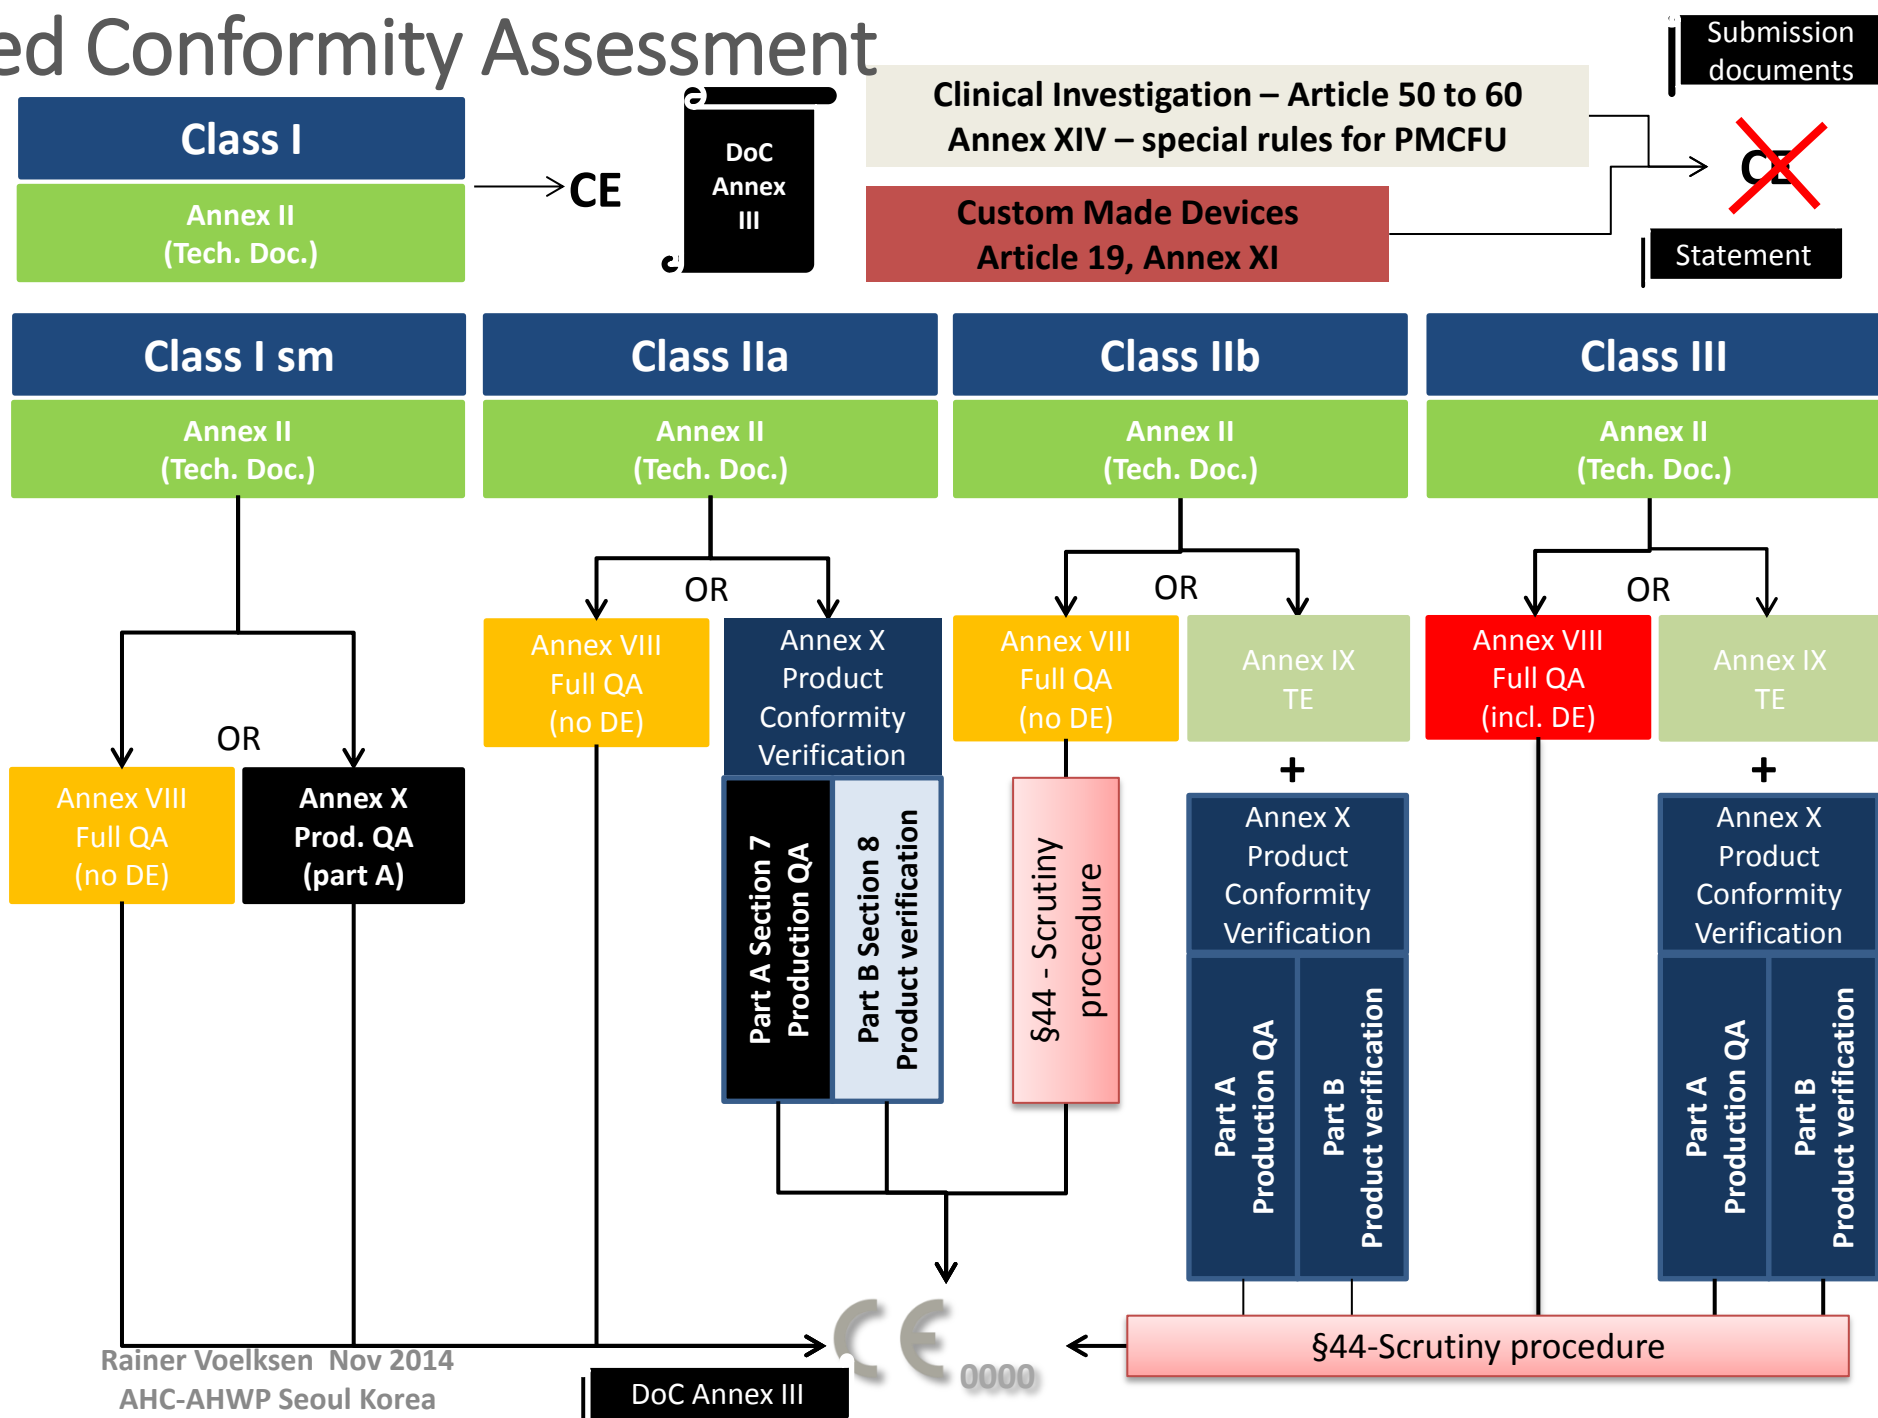 ed Conformity Assessment
Submission
documents
Clinical Investigation – Article 50 to 60
Annex XIV – special rules for PMCFU
Class I
Annex II
(Tech. Doc.)
CE
DoC
Annex
III
CE
Custom Made Devices
Article 19, Annex XI
Statement
Class I sm
Annex II
(Tech. Doc.)
Class IIa
Annex II
(Tech. Doc.)
Class IIb
Annex II
(Tech. Doc.)
Class III
Annex II
(Tech. Doc.)
OR
Annex VIII
Full QA
(no DE)
Annex X
Prod. QA
(part A)
OR
Annex VIII
Full QA
(no DE)
Annex X
Product
Conformity
Verification
Part A Section 7
Production QA
Part B Section 8
Product verification
OR
Annex VIII
Full QA
(no DE)
§44 - Scrutiny
procedure
Annex IX
TE
+
Annex X
Product
Conformity
Verification
Part A
Production QA
Part B
Product verification
OR
Annex VIII
Full QA
(incl. DE)
Annex IX
TE
+
Annex X
Product
Conformity
Verification
Part A
Production QA
Part B
Product verification
CE
0000
§44-Scrutiny procedure
Rainer Voelksen Nov 2014
AHC-AHWP Seoul Korea
DoC Annex III